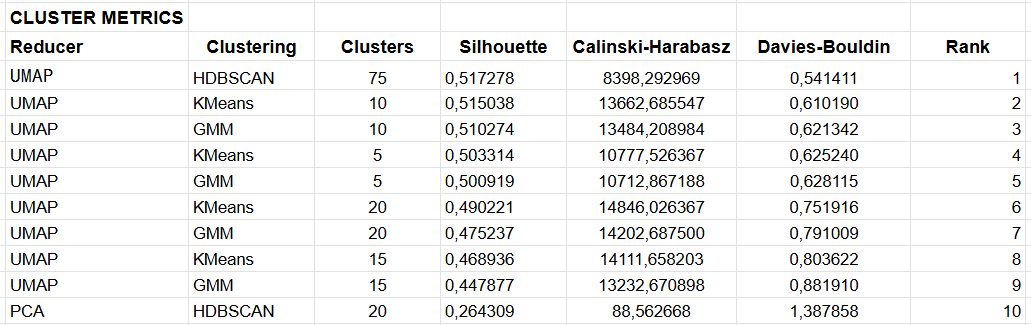 CLUSTER METRICS
Reducer Clustering Clusters Silhouette Calinski-Harabasz Davies-Bouldin Rank
UMAP HDBSCAN 75 0,517278 8398,292969 0,541411 1
UMAP KMeans 10 0,515038 13662,685547 0,610190 2
UMAP GMM 10 0,510274 13484,208984 0,621342 3
UMAP KMeans 5 0,503314 10777,526367 0,625240 4
UMAP GMM 5 0,500919 10712,867188 0,628115 5
UMAP KMeans 20 0,490221 14846,026367 0,751916 6
UMAP GMM 20 0,475237 14202,687500 0,791009 7
UMAP KMeans 15 0,468936 14111,658203 0,803622 8
UMAP GMM 15 0,447877 13232,670898 0,881910 9
PCA HDBSCAN 20 0,264309 88,562668 1,387858 10